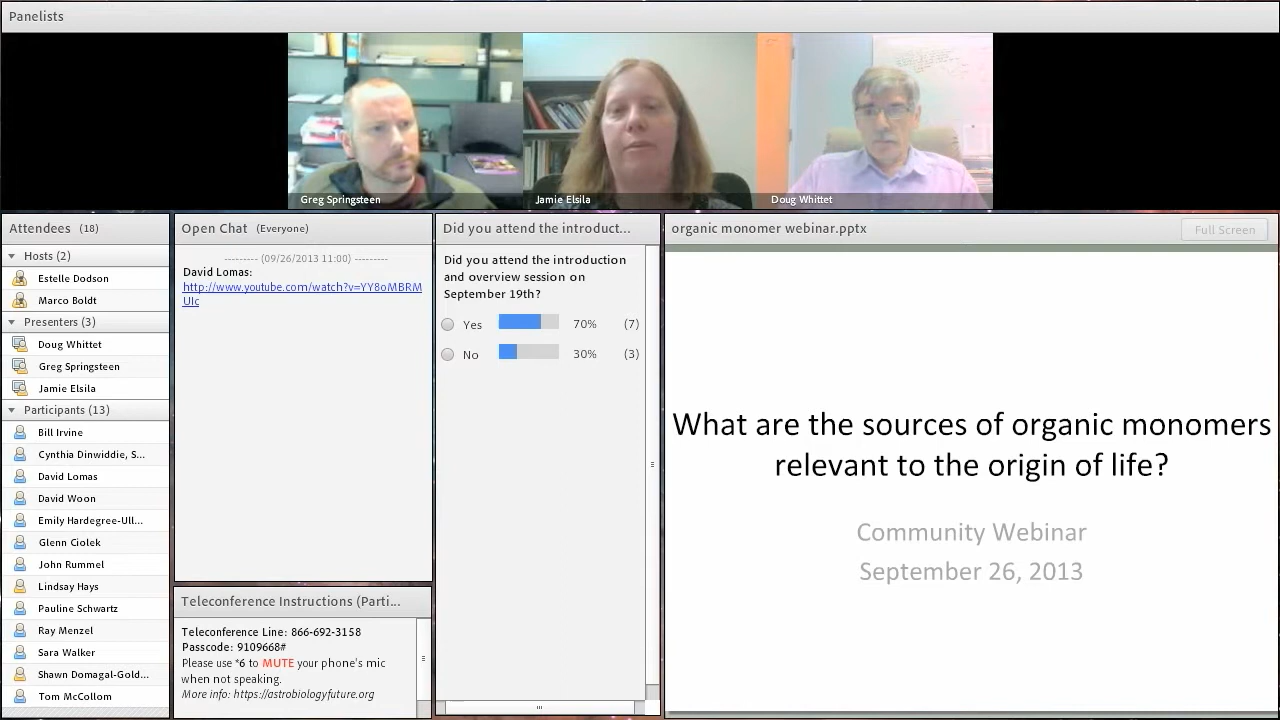 Panelists
Greg Springsteen
Jamie Elsila
Doug Whittet
Attendees (18)
Hosts (2)
Estelle Dodson
Marco Boldt
Presenters (3)
Doug Whittet
Greg Springsteen
Jamie Elsila
Participants (13)
Bill Irvine
Cynthia Dinwiddie, S...
David Lomas
David Woon
Emily Hardegree-Ull...
Glenn Ciolek
John Rummel
Lindsay Hays
Pauline Schwartz
Ray Menzel
Sara Walker
Shawn Domagal-Gold...
Tom McCollom
Open Chat (Everyone)
--------- (09/26/2013 11:00) ---------
David Lomas:
http://www.youtube.com/watch?v=YY8oMBRM
UIc
Teleconference Instructions (Parti...
Teleconference Line: 866-692-3158
Passcode: 9109668#
Please use *6 to MUTE your phone's mic
when not speaking.
More info: https://astrobiologyfuture.org
Did you attend the introduct...
Did you attend the introduction
and overview session on
September 19th?
Yes 70% (7)
No 30% (3)
organic monomer webinar.pptx
Full Screen
What are the sources of organic monomers
relevant to the origin of life?
Community Webinar
September 26, 2013